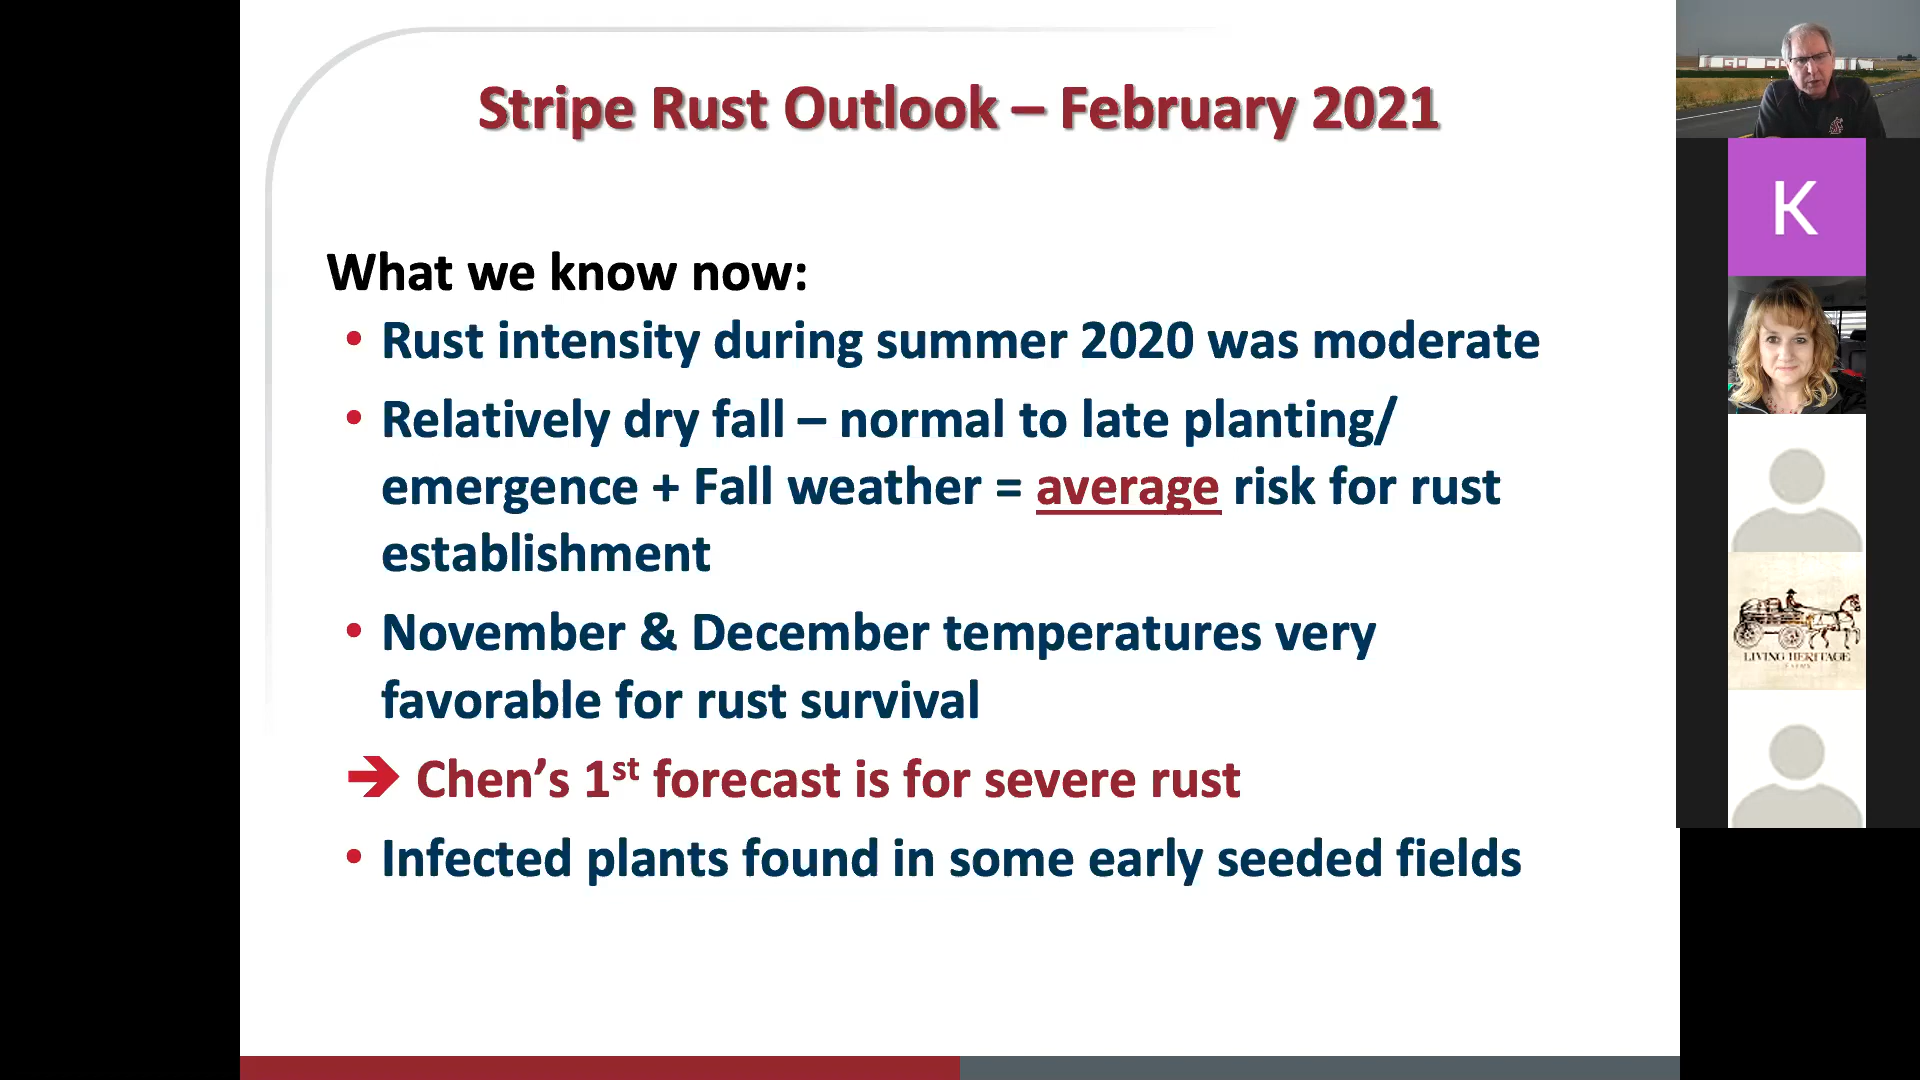 Stripe Rust Outlook – February 2021
What we know now:
• Rust intensity during summer 2020 was moderate
• Relatively dry fall – normal to late planting/
emergence + Fall weather = average risk for rust
establishment
• November & December temperatures very
favorable for rust survival
➔ Chen’s 1st forecast is for severe rust
• Infected plants found in some early seeded fields
K
LIVING HERITAGE